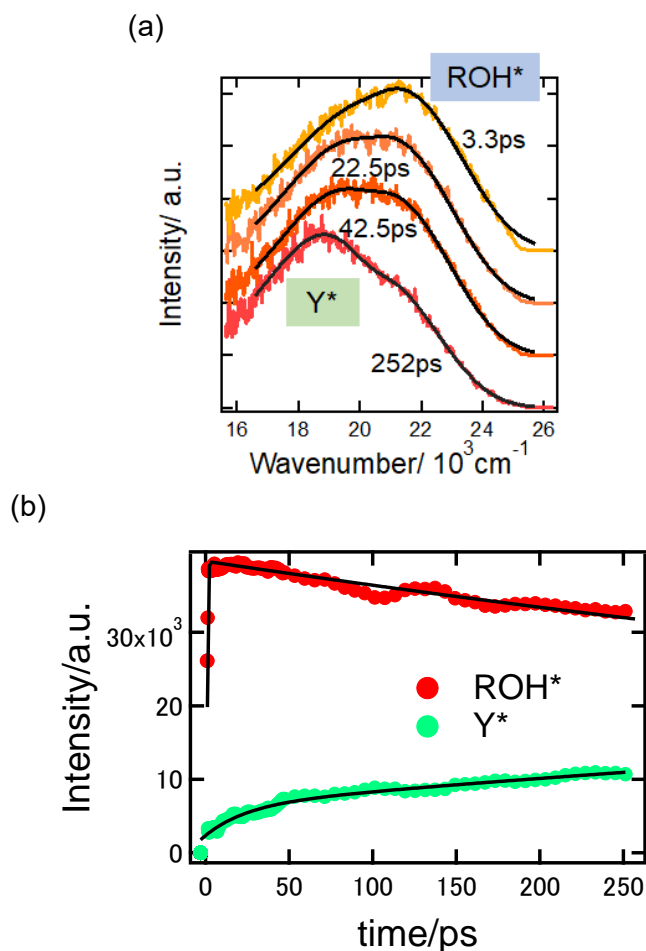 (a)
ROH*
3.3ps
22.5ps
42.5ps
Y*
252ps
Intensity/ a.u.
16 18 20 22 24 26
Wavenumber/ 10³cm⁻¹
(b)
30x10³
20
10
0
Intensity/a.u.
ROH*
Y*
0 50 100 150 200 250
time/ps